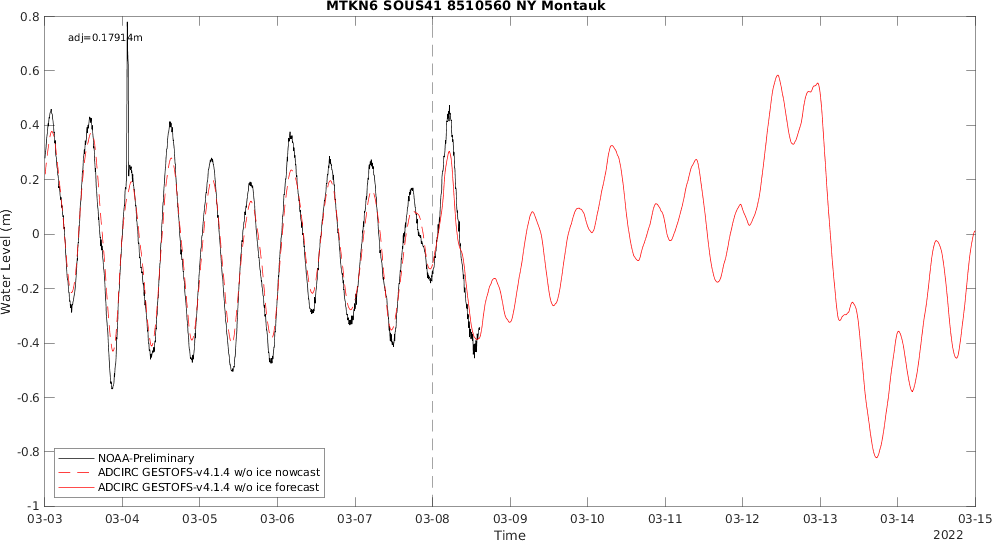 MTKN6 SOUS41 8510560 NY Montauk
0.8
adj=0.17914m
0.6
0.4
0.2
0
-0.2
-0.4
-0.6
-0.8
-1
Water Level (m)
NOAA-Preliminary
ADCIRC GESTOFS-v4.1.4 w/o ice nowcast
ADCIRC GESTOFS-v4.1.4 w/o ice forecast
03-03 03-04 03-05 03-06 03-07 03-08 03-09 03-10 03-11 03-12 03-13 03-14 03-15
Time
2022